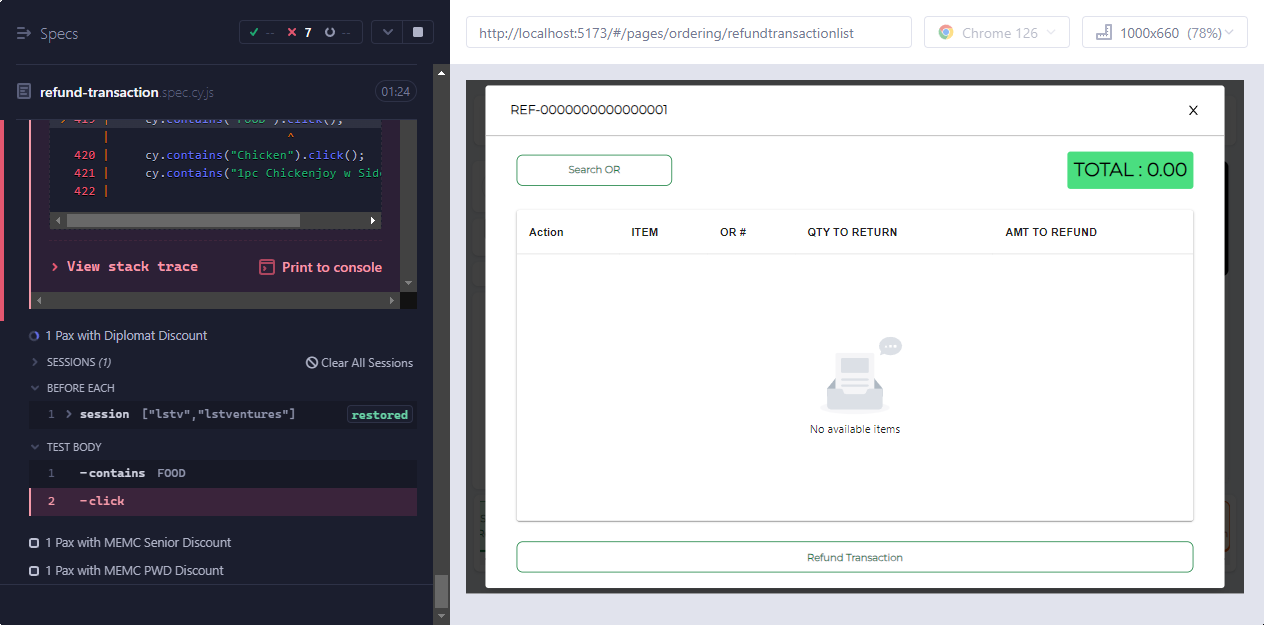 Specs
-- 7 --
refund-transaction.spec.cy.js 01:24
> 419 | cy.contains("FOOD").click();
| ^
420 | cy.contains("Chicken").click();
421 | cy.contains("1pc Chickenjoy w Side
422 |
View stack trace
Print to console
1 Pax with Diplomat Discount
SESSIONS (1) Clear All Sessions
BEFORE EACH
1 session ["lstv","lstventures"] restored
TEST BODY
1 -contains FOOD
2 -click
1 Pax with MEMC Senior Discount
1 Pax with MEMC PWD Discount
http://localhost:5173/#/pages/ordering/refundtransactionlist
Chrome 126
1000x660 (78%)
REF-0000000000000001
X
Search OR
TOTAL : 0.00
Action ITEM OR # QTY TO RETURN AMT TO REFUND
No available items
Refund Transaction